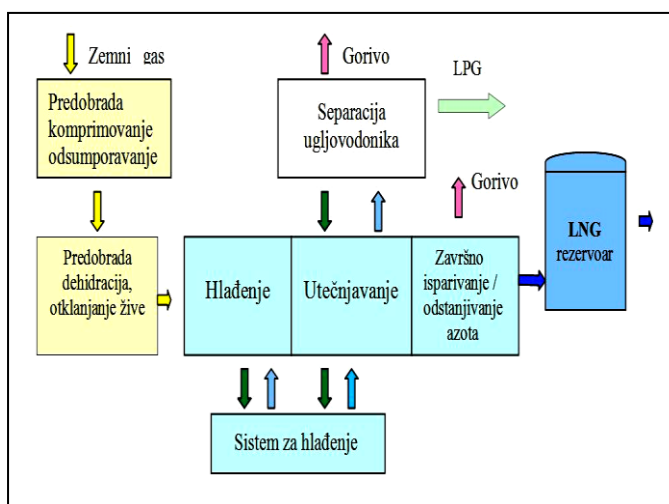 Zemni gas
Predobrada
komprimovanje
odsumporavanje
Gorivo
Separacija
ugljovodonika
LPG
Gorivo
Predobrada
dehidracija,
otklanjanje žive
Hlađenje
Utečnjavanje
Završno
isparivanje /
odstanjivanje
azota
LNG
rezervoar
Sistem za hlađenje